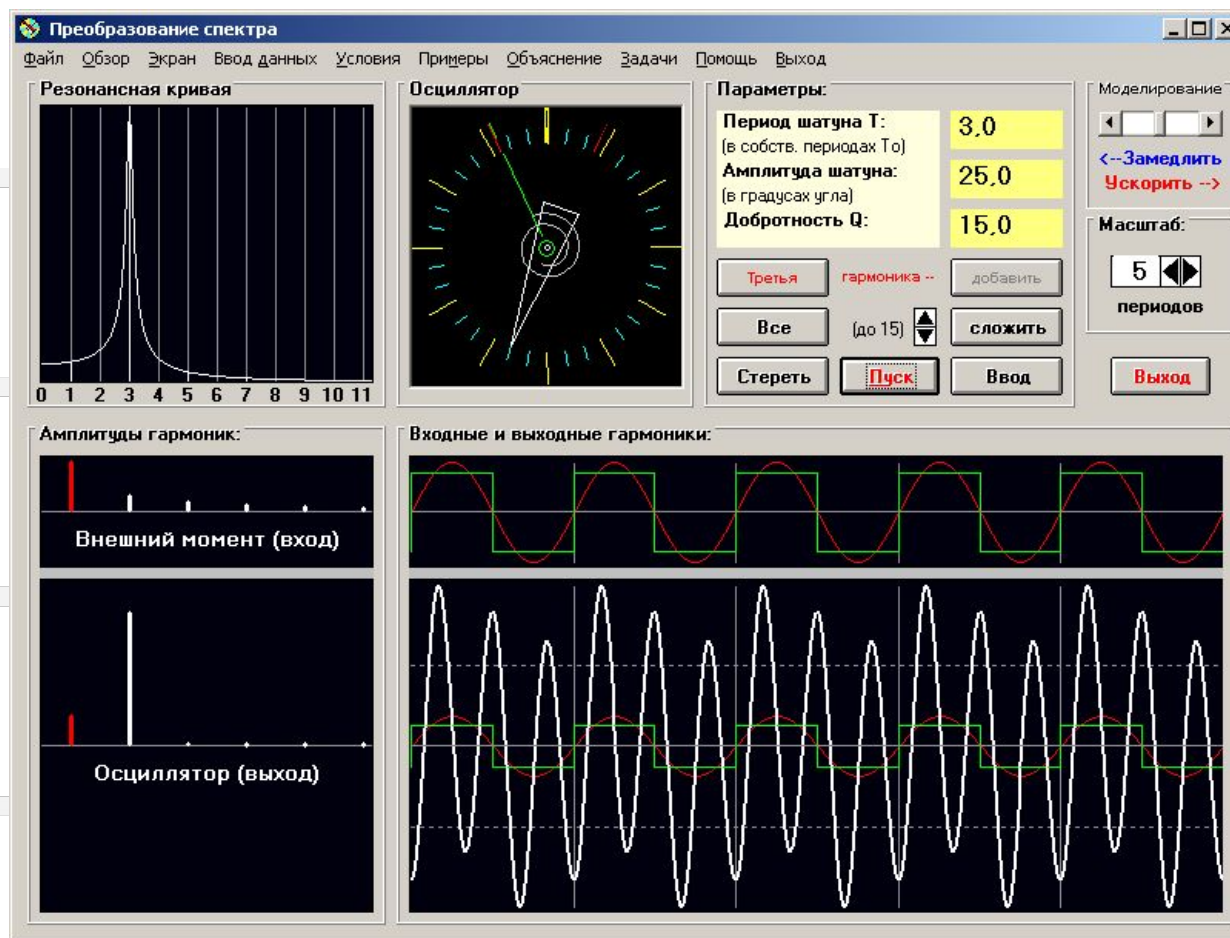 Преобразование спектра
Файл Обзор Экран Ввод данных Условия Примеры Объяснение Задачи Помощь Выход
Резонансная кривая
0 1 2 3 4 5 6 7 8 9 10 11
Осциллятор
Параметры:
Период шатуна T:
(в собств. периодах To)
3,0
Амплитуда шатуна:
(в градусах угла)
25,0
Добротность Q:
15,0
Третья гармоника -- добавить
Все (до 15) сложить
Стереть Пуск Ввод
Моделирование
<--Замедлить
Ускорить -->
Масштаб:
5
периодов
Выход
Амплитуды гармоник:
Внешний момент (вход)
Осциллятор (выход)
Входные и выходные гармоники: